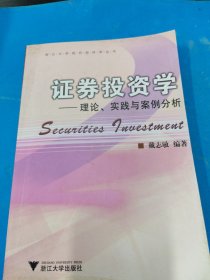 证券投资学
——理论、实践与案例分析
Securities Investment
戴志敏 编著
浙江大学出版社